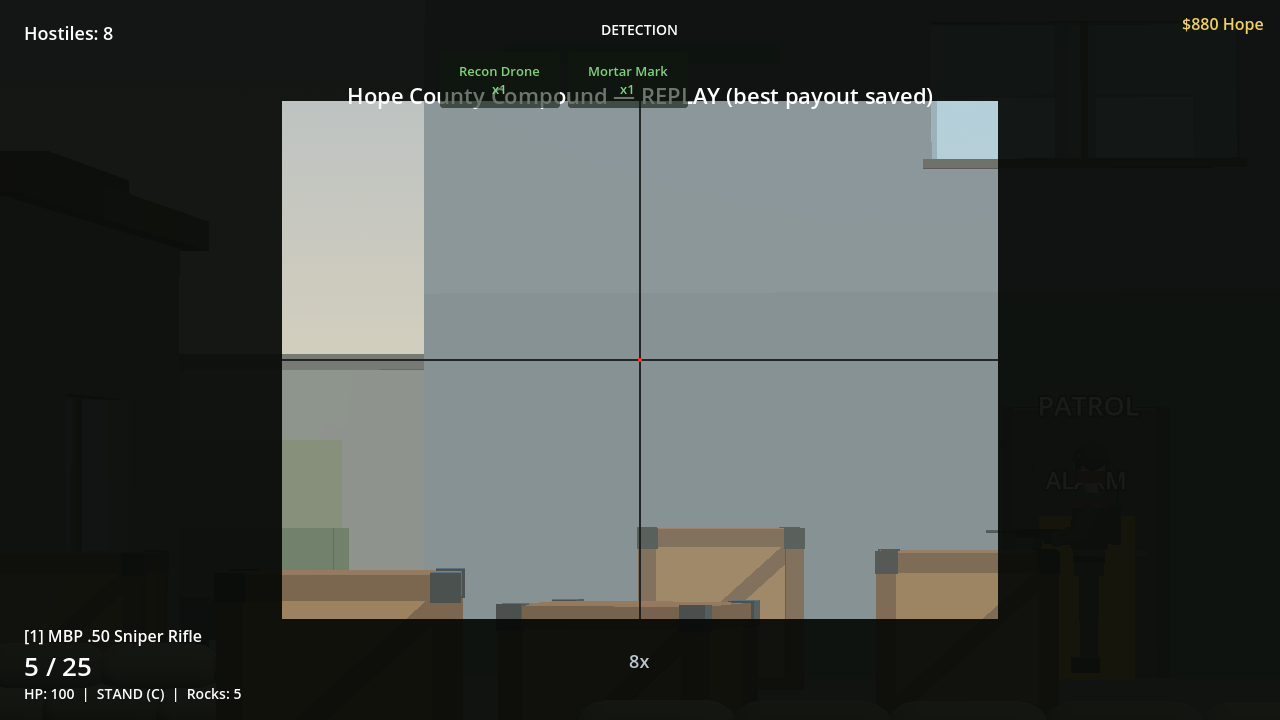 Hostiles: 8
DETECTION
$880 Hope
Recon Drone
x1
Mortar Mark
x1
Hope County Compound — REPLAY (best payout saved)
PATROL
ALARM
[1] MBP .50 Sniper Rifle
5 / 25
HP: 100 | STAND (C) | Rocks: 5
8x